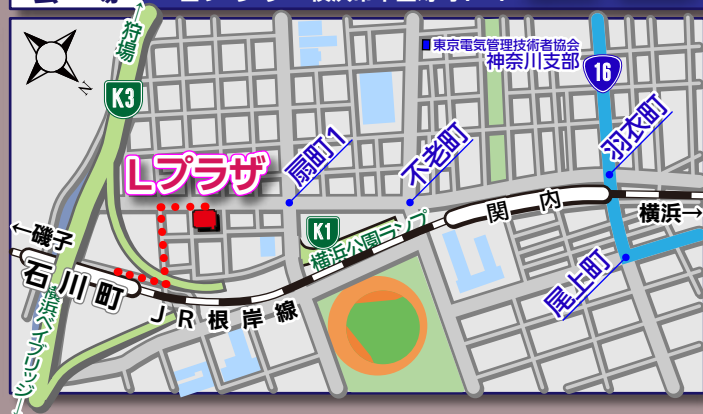 ←狩場
N
K3
東京電気管理技術者協会
神奈川支部
16
Lプラザ
扇町1
不老町
羽衣町
K1
横浜公園ランプ
関内
横浜→
←磯子
石川町
JR根岸線
尾上町
横浜ベイブリッジ→